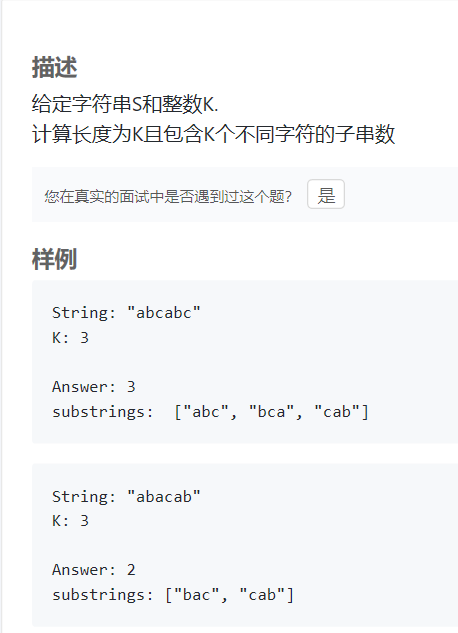 描述
给定字符串S和整数K.
计算长度为K且包含K个不同字符的子串数
您在真实的面试中是否遇到过这个题? 是
样例
String: "abcabc"
K: 3
Answer: 3
substrings:  ["abc", "bca", "cab"]
String: "abacab"
K: 3
Answer: 2
substrings: ["bac", "cab"]